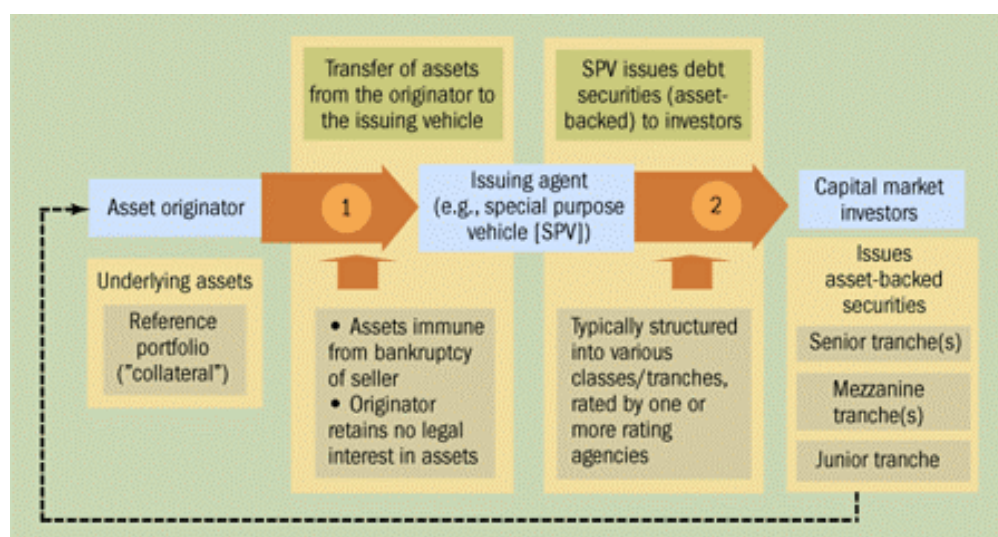 Transfer of assets
from the originator to
the issuing vehicle
SPV issues debt
securities (asset-
backed) to investors
Asset originator
1
Issuing agent
(e.g., special purpose
vehicle [SPV])
2
Capital market
investors
Underlying assets
Reference
portfolio
("collateral")
• Assets immune
from bankruptcy
of seller
• Originator
retains no legal
interest in assets
Typically structured
into various
classes/tranches,
rated by one or
more rating
agencies
Issues
asset-backed
securities
Senior tranche(s)
Mezzanine
tranche(s)
Junior tranche